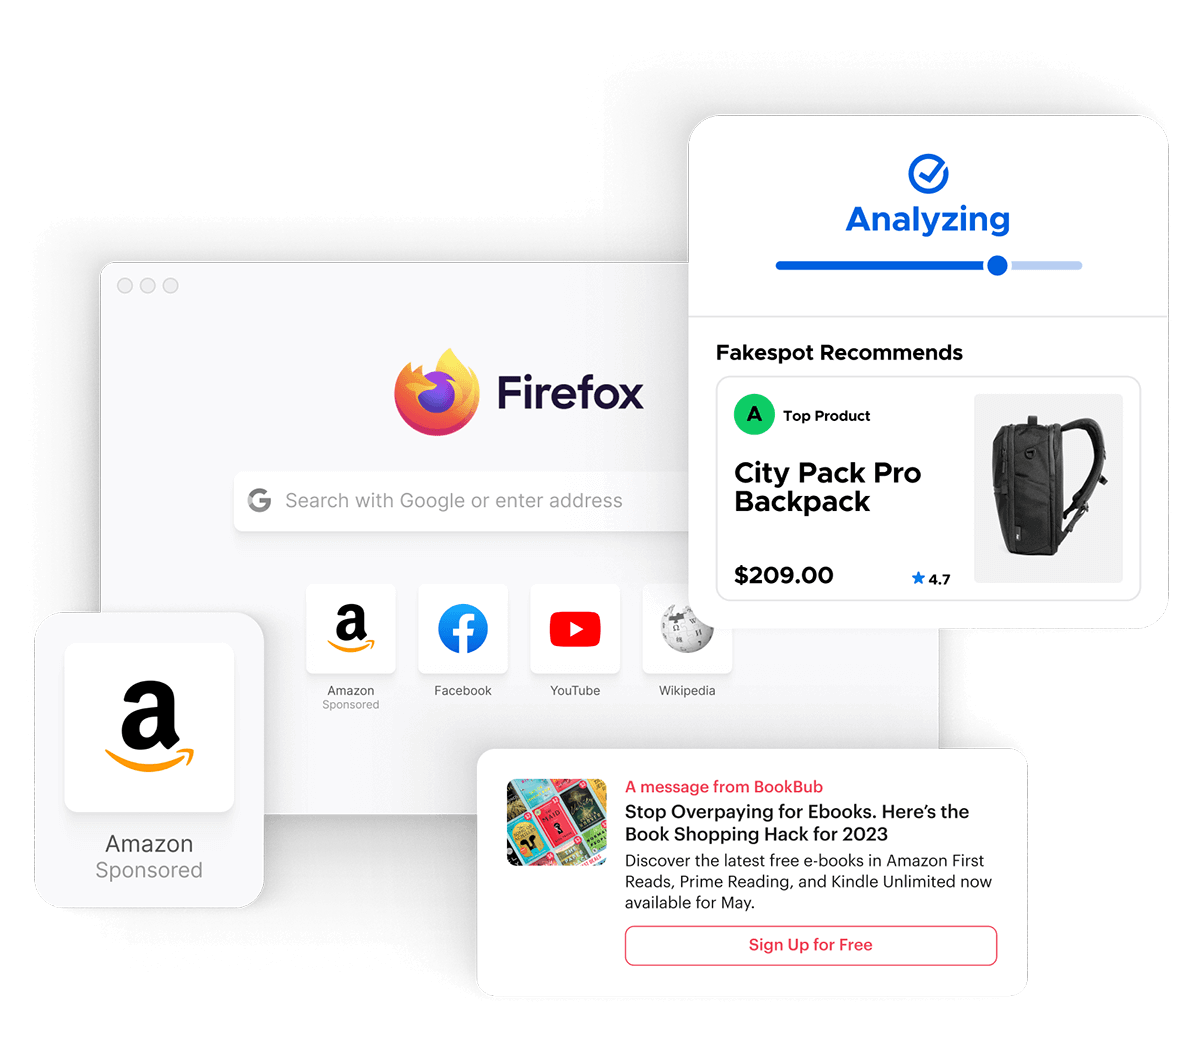 Analyzing
Fakespot Recommends
A Top Product
City Pack Pro
Backpack
$209.00
4.7
Firefox
Search with Google or enter address
Amazon
Sponsored
Facebook
YouTube
Wikipedia
Amazon
Sponsored
A message from BookBub
Stop Overpaying for Ebooks. Here’s the
Book Shopping Hack for 2023
Discover the latest free e-books in Amazon First
Reads, Prime Reading, and Kindle Unlimited now
available for May.
Sign Up for Free